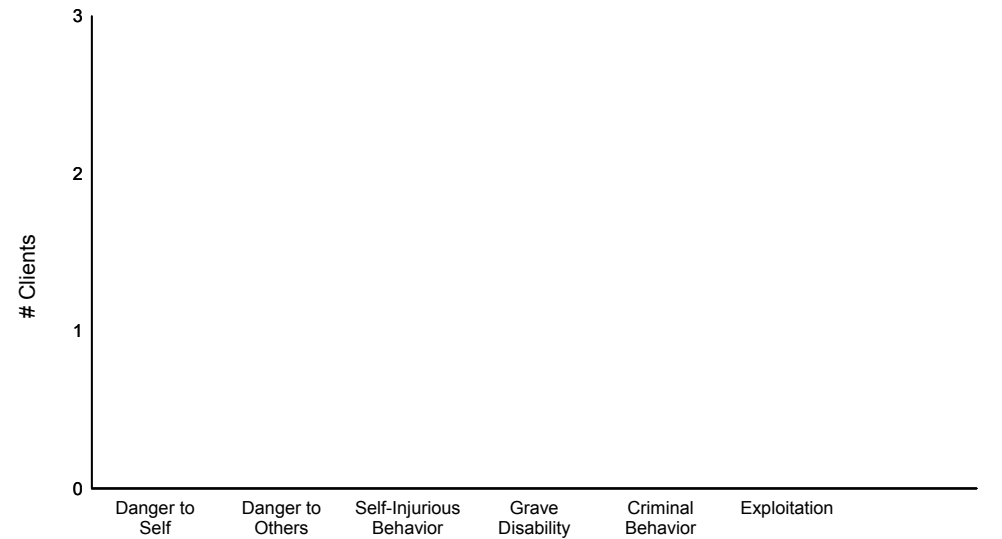 3
2
1
0
# Clients
Danger to
Self
Danger to
Others
Self-Injurious
Behavior
Grave
Disability
Criminal
Behavior
Exploitation